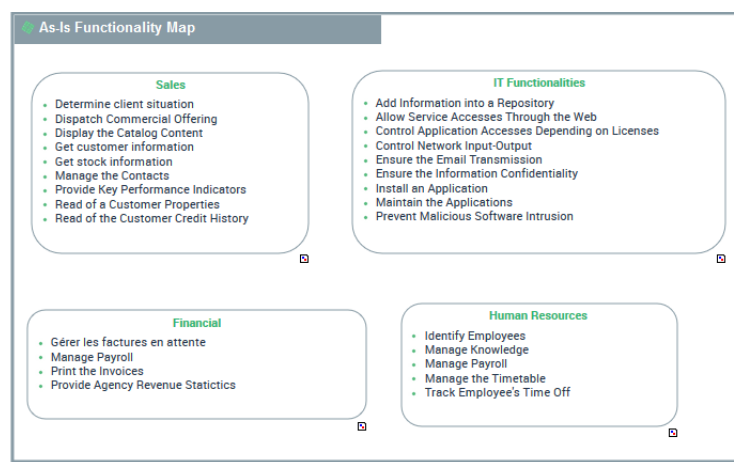 As-Is Functionality Map
Sales
Determine client situation
Dispatch Commercial Offering
Display the Catalog Content
Get customer information
Get stock information
Manage the Contacts
Provide Key Performance Indicators
Read of a Customer Properties
Read of the Customer Credit History
IT Functionalities
Add Information into a Repository
Allow Service Accesses Through the Web
Control Application Accesses Depending on Licenses
Control Network Input-Output
Ensure the Email Transmission
Ensure the Information Confidentiality
Install an Application
Maintain the Applications
Prevent Malicious Software Intrusion
Financial
Gérer les factures en attente
Manage Payroll
Print the Invoices
Provide Agency Revenue Statictics
Human Resources
Identify Employees
Manage Knowledge
Manage Payroll
Manage the Timetable
Track Employee's Time Off